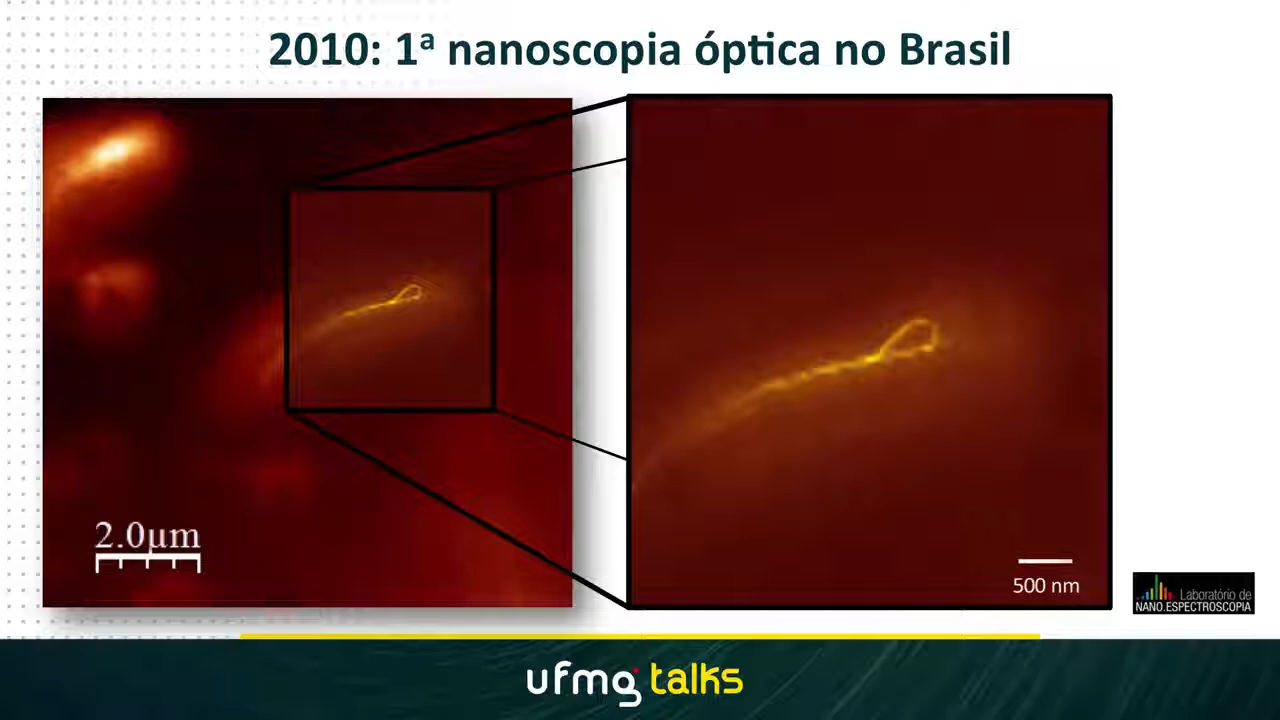 2010: 1ª nanoscopia óptica no Brasil
2.0µm
500 nm
Laboratório de
NANO.ESPECTROSCOPIA
ufmg talks